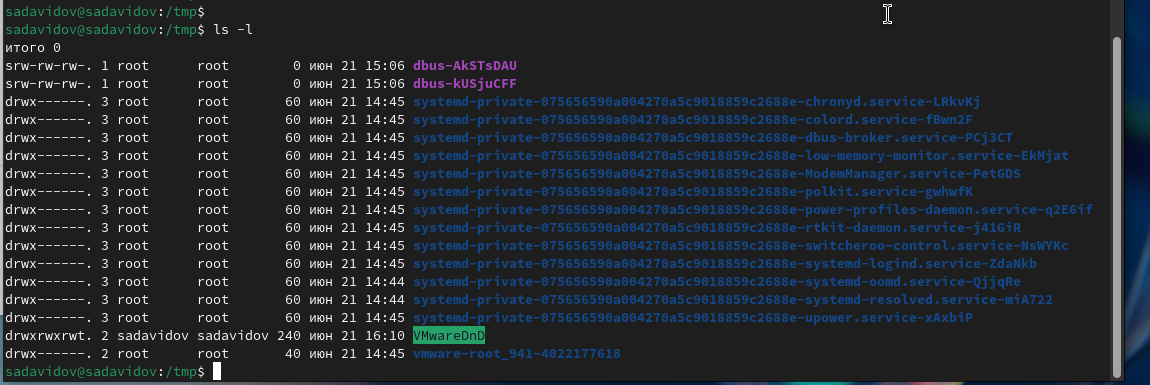 sadavidov@sadavidov:/tmp$
sadavidov@sadavidov:/tmp$ ls -l
итого 0
srw-rw-rw-. 1 root      root        0 июн 21 15:06 dbus-AkSTsDAU
srw-rw-rw-. 1 root      root        0 июн 21 15:06 dbus-kUSjuCFF
drwx------. 3 root      root       60 июн 21 14:45 systemd-private-075656590a004270a5c9018859c2688e-chronyd.service-LRkvKj
drwx------. 3 root      root       60 июн 21 14:45 systemd-private-075656590a004270a5c9018859c2688e-colord.service-fBwn2F
drwx------. 3 root      root       60 июн 21 14:45 systemd-private-075656590a004270a5c9018859c2688e-dbus-broker.service-PCj3CT
drwx------. 3 root      root       60 июн 21 14:45 systemd-private-075656590a004270a5c9018859c2688e-low-memory-monitor.service-EkMjat
drwx------. 3 root      root       60 июн 21 14:45 systemd-private-075656590a004270a5c9018859c2688e-ModemManager.service-PetGDS
drwx------. 3 root      root       60 июн 21 14:45 systemd-private-075656590a004270a5c9018859c2688e-polkit.service-gwhwfK
drwx------. 3 root      root       60 июн 21 14:45 systemd-private-075656590a004270a5c9018859c2688e-power-profiles-daemon.service-q2E6if
drwx------. 3 root      root       60 июн 21 14:45 systemd-private-075656590a004270a5c9018859c2688e-rtkit-daemon.service-j41GiR
drwx------. 3 root      root       60 июн 21 14:45 systemd-private-075656590a004270a5c9018859c2688e-switcheroo-control.service-NsWYKc
drwx------. 3 root      root       60 июн 21 14:45 systemd-private-075656590a004270a5c9018859c2688e-systemd-logind.service-ZdaNkb
drwx------. 3 root      root       60 июн 21 14:44 systemd-private-075656590a004270a5c9018859c2688e-systemd-oomd.service-QjjqRe
drwx------. 3 root      root       60 июн 21 14:44 systemd-private-075656590a004270a5c9018859c2688e-systemd-resolved.service-miA722
drwx------. 3 root      root       60 июн 21 14:45 systemd-private-075656590a004270a5c9018859c2688e-upower.service-xAxbiP
drwxrwxrwt. 2 sadavidov sadavidov 240 июн 21 16:10 VMwareDnD
drwx------. 2 root      root       40 июн 21 14:45 vmware-root_941-4022177618
sadavidov@sadavidov:/tmp$